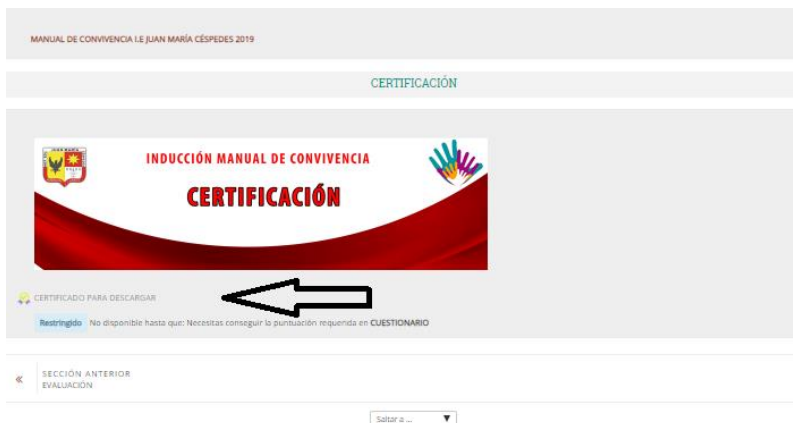 MANUAL DE CONVIVENCIA I.E JUAN MARÍA CÉSPEDES 2019
CERTIFICACIÓN
INDUCCIÓN MANUAL DE CONVIVENCIA
CERTIFICACIÓN
CERTIFICADO PARA DESCARGAR
Restringido No disponible hasta que: Necesitas conseguir la puntuación requerida en CUESTIONARIO
« SECCIÓN ANTERIOR
EVALUACIÓN
Saltar a ...